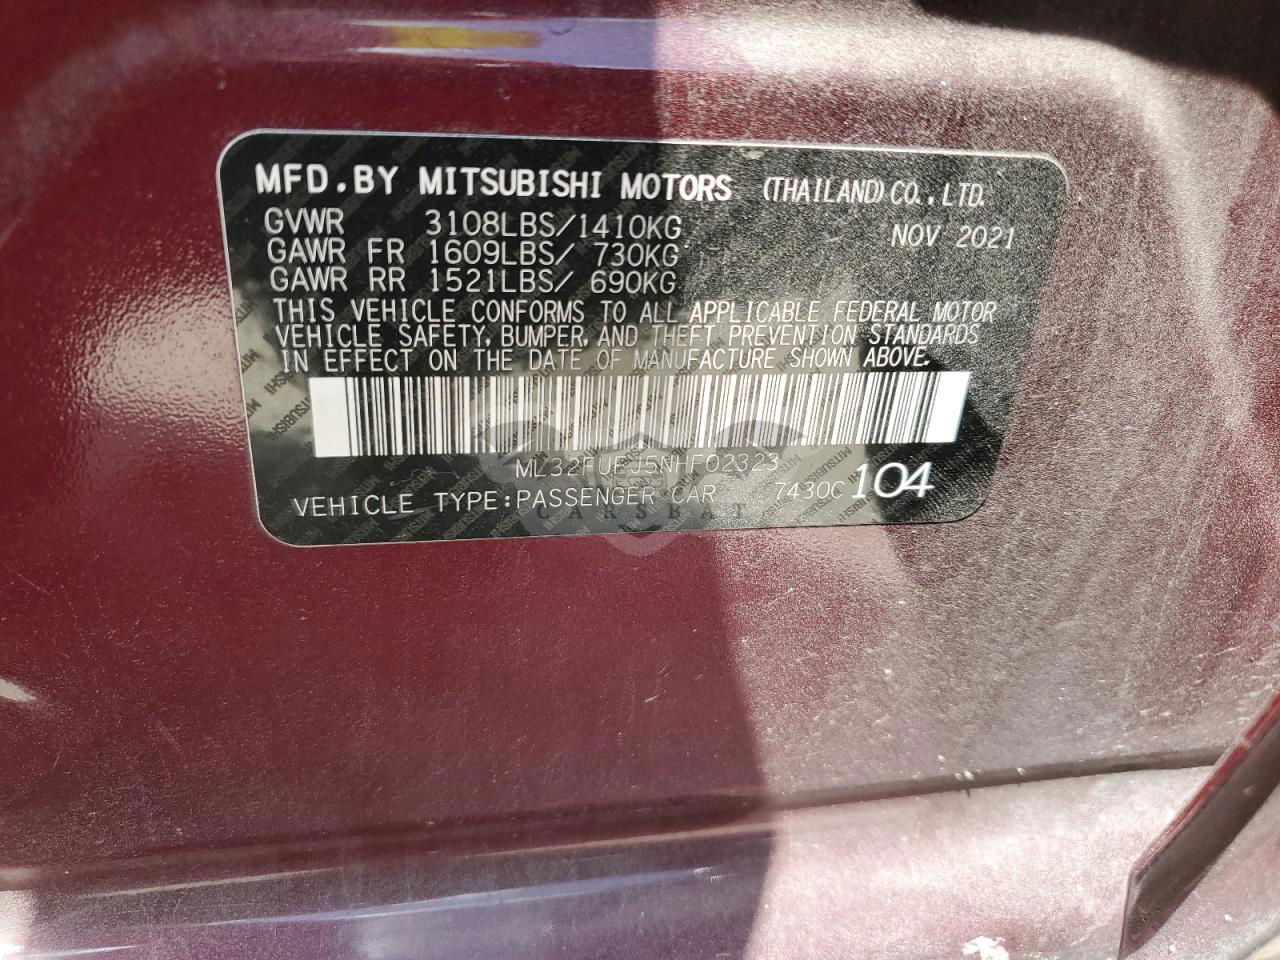 MFD.BY MITSUBISHI MOTORS (THAILAND) CO.,LTD.
GVWR 3108LBS/1410KG NOV 2021
GAWR FR 1609LBS/ 730KG
GAWR RR 1521LBS/ 690KG
THIS VEHICLE CONFORMS TO ALL APPLICABLE FEDERAL MOTOR
VEHICLE SAFETY, BUMPER, AND THEFT PREVENTION STANDARDS
IN EFFECT ON THE DATE OF MANUFACTURE SHOWN ABOVE.
VEHICLE TYPE:PASSENGER CAR 7430C 104
CARSBAT